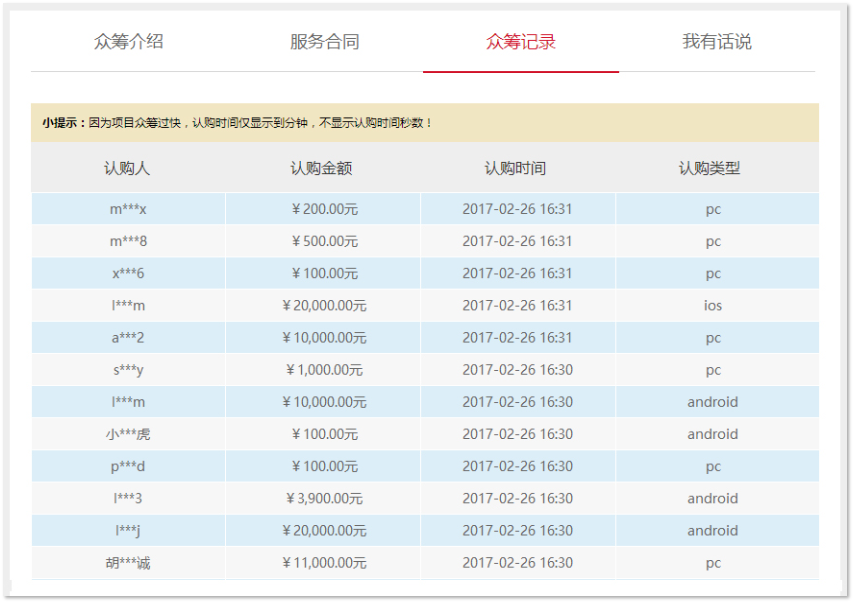 众筹介绍 服务合同 众筹记录 我有话说
小提示：因为项目众筹过快，认购时间仅显示到分钟，不显示认购时间秒数！
认购人 认购金额 认购时间 认购类型
m***x ￥200.00元 2017-02-26 16:31 pc
m***8 ￥500.00元 2017-02-26 16:31 pc
x***6 ￥100.00元 2017-02-26 16:31 pc
l***m ￥20,000.00元 2017-02-26 16:31 ios
a***2 ￥10,000.00元 2017-02-26 16:31 pc
s***y ￥1,000.00元 2017-02-26 16:30 pc
l***m ￥10,000.00元 2017-02-26 16:30 android
小***虎 ￥100.00元 2017-02-26 16:30 android
p***d ￥100.00元 2017-02-26 16:30 pc
l***3 ￥3,900.00元 2017-02-26 16:30 android
l***j ￥20,000.00元 2017-02-26 16:30 android
胡***诚 ￥11,000.00元 2017-02-26 16:30 pc